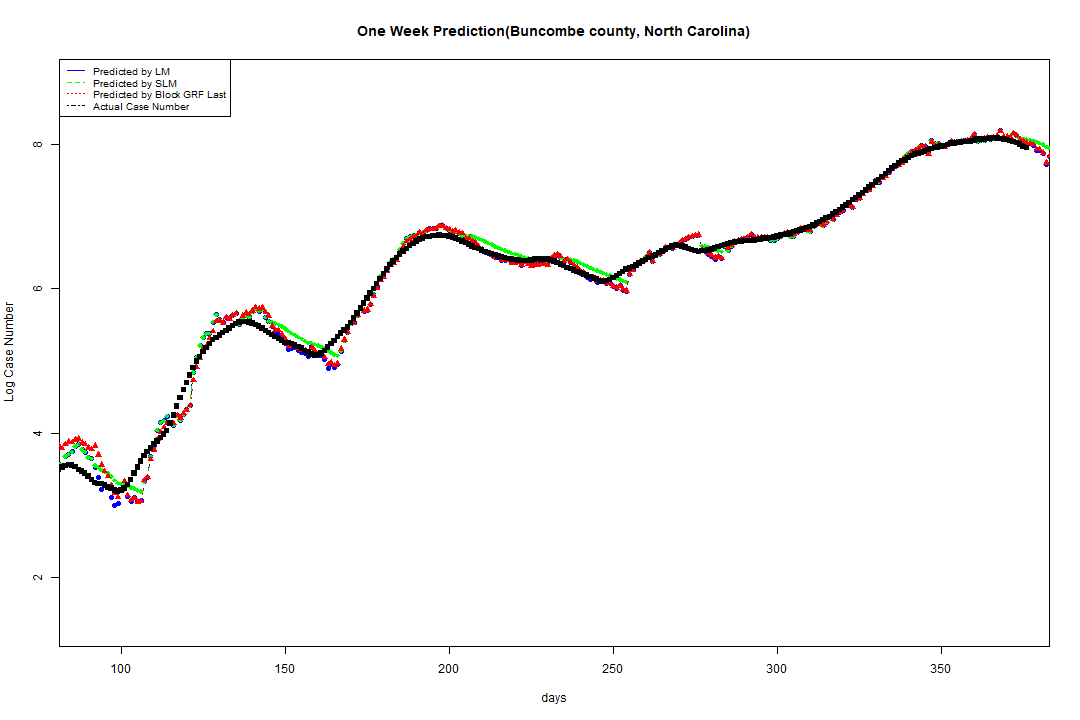 One Week Prediction(Buncombe county, North Carolina)
Predicted by LM
Predicted by SLM
Predicted by Block GRF Last
Actual Case Number
8
6
4
2
Log Case Number
100 150 200 250 300 350
days